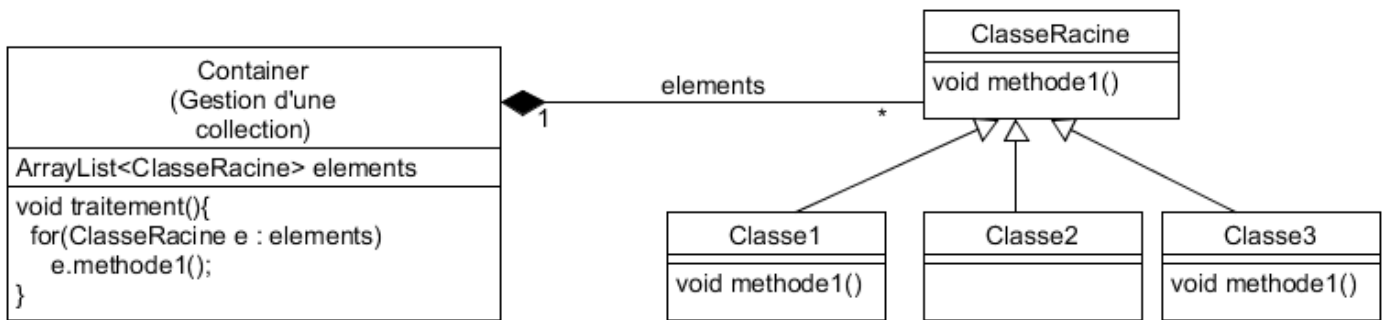 Container
(Gestion d'une
collection)
ArrayList<ClasseRacine> elements
void traitement(){
for(ClasseRacine e : elements)
e.methode1();
}
elements
1
*
ClasseRacine
void methode1()
Classe1
void methode1()
Classe2
Classe3
void methode1()